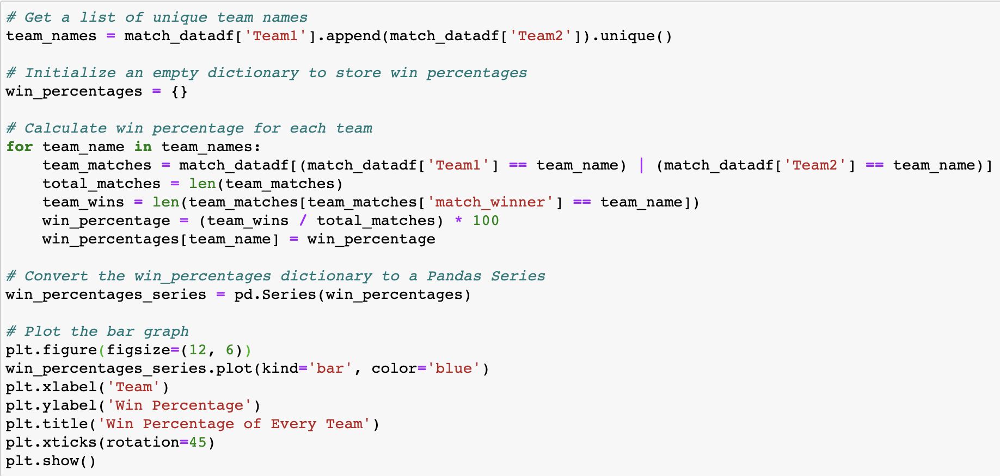 # Get a list of unique team names
team_names = match_datadf['Team1'].append(match_datadf['Team2']).unique()

# Initialize an empty dictionary to store win percentages
win_percentages = {}

# Calculate win percentage for each team
for team_name in team_names:
    team_matches = match_datadf[(match_datadf['Team1'] == team_name) | (match_datadf['Team2'] == team_name)]
    total_matches = len(team_matches)
    team_wins = len(team_matches[team_matches['match_winner'] == team_name])
    win_percentage = (team_wins / total_matches) * 100
    win_percentages[team_name] = win_percentage

# Convert the win_percentages dictionary to a Pandas Series
win_percentages_series = pd.Series(win_percentages)

# Plot the bar graph
plt.figure(figsize=(12, 6))
win_percentages_series.plot(kind='bar', color='blue')
plt.xlabel('Team')
plt.ylabel('Win Percentage')
plt.title('Win Percentage of Every Team')
plt.xticks(rotation=45)
plt.show()